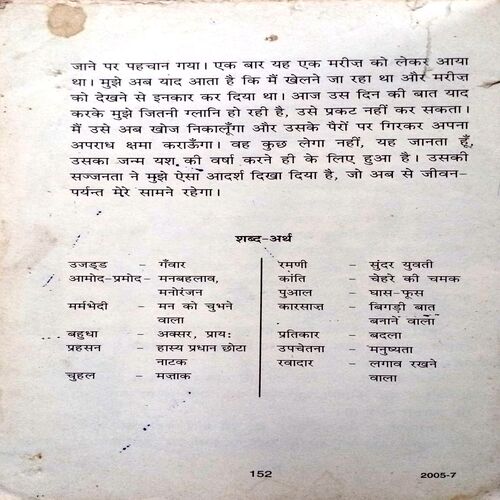 जाने पर पहचान गया। एक बार यह एक मरीज़ को लेकर आया
था। मुझे अब याद आता है कि मैं खेलने जा रहा था और मरीज़
को देखने से इनकार कर दिया था। आज उस दिन की बात याद
करके मुझे जितनी ग्लानि हो रही है, उसे प्रकट नहीं कर सकता।
मैं उसे अब खोज निकालूँगा और उसके पैरों पर गिरकर अपना
अपराध क्षमा कराऊँगा। वह कुछ लेगा नहीं, यह जानता हूँ,
उसका जन्म यश की वर्षा करने ही के लिए हुआ है। उसकी
सज्जनता ने मुझे ऐसा आदर्श दिखा दिया है, जो अब से जीवन-
पर्यन्त मेरे सामने रहेगा।
शब्द-अर्थ
उजड्ड - गँवार
आमोद-प्रमोद - मनबहलाव,
मनोरंजन
मर्मभेदी - मन को चुभने
वाला
बहुधा - अक्सर, प्राय:
प्रहसन - हास्य प्रधान छोटा
नाटक
चुहल - मज़ाक
रमणी - सुंदर युवती
कांति - चेहरे की चमक
पुआल - घास-फूस
कारसाज़ - बिगड़ी बात
बनाने वाला
प्रतिकार - बदला
उपचेतना - मनुष्यता
रवादार - लगाव रखने
वाला
152
2005-7